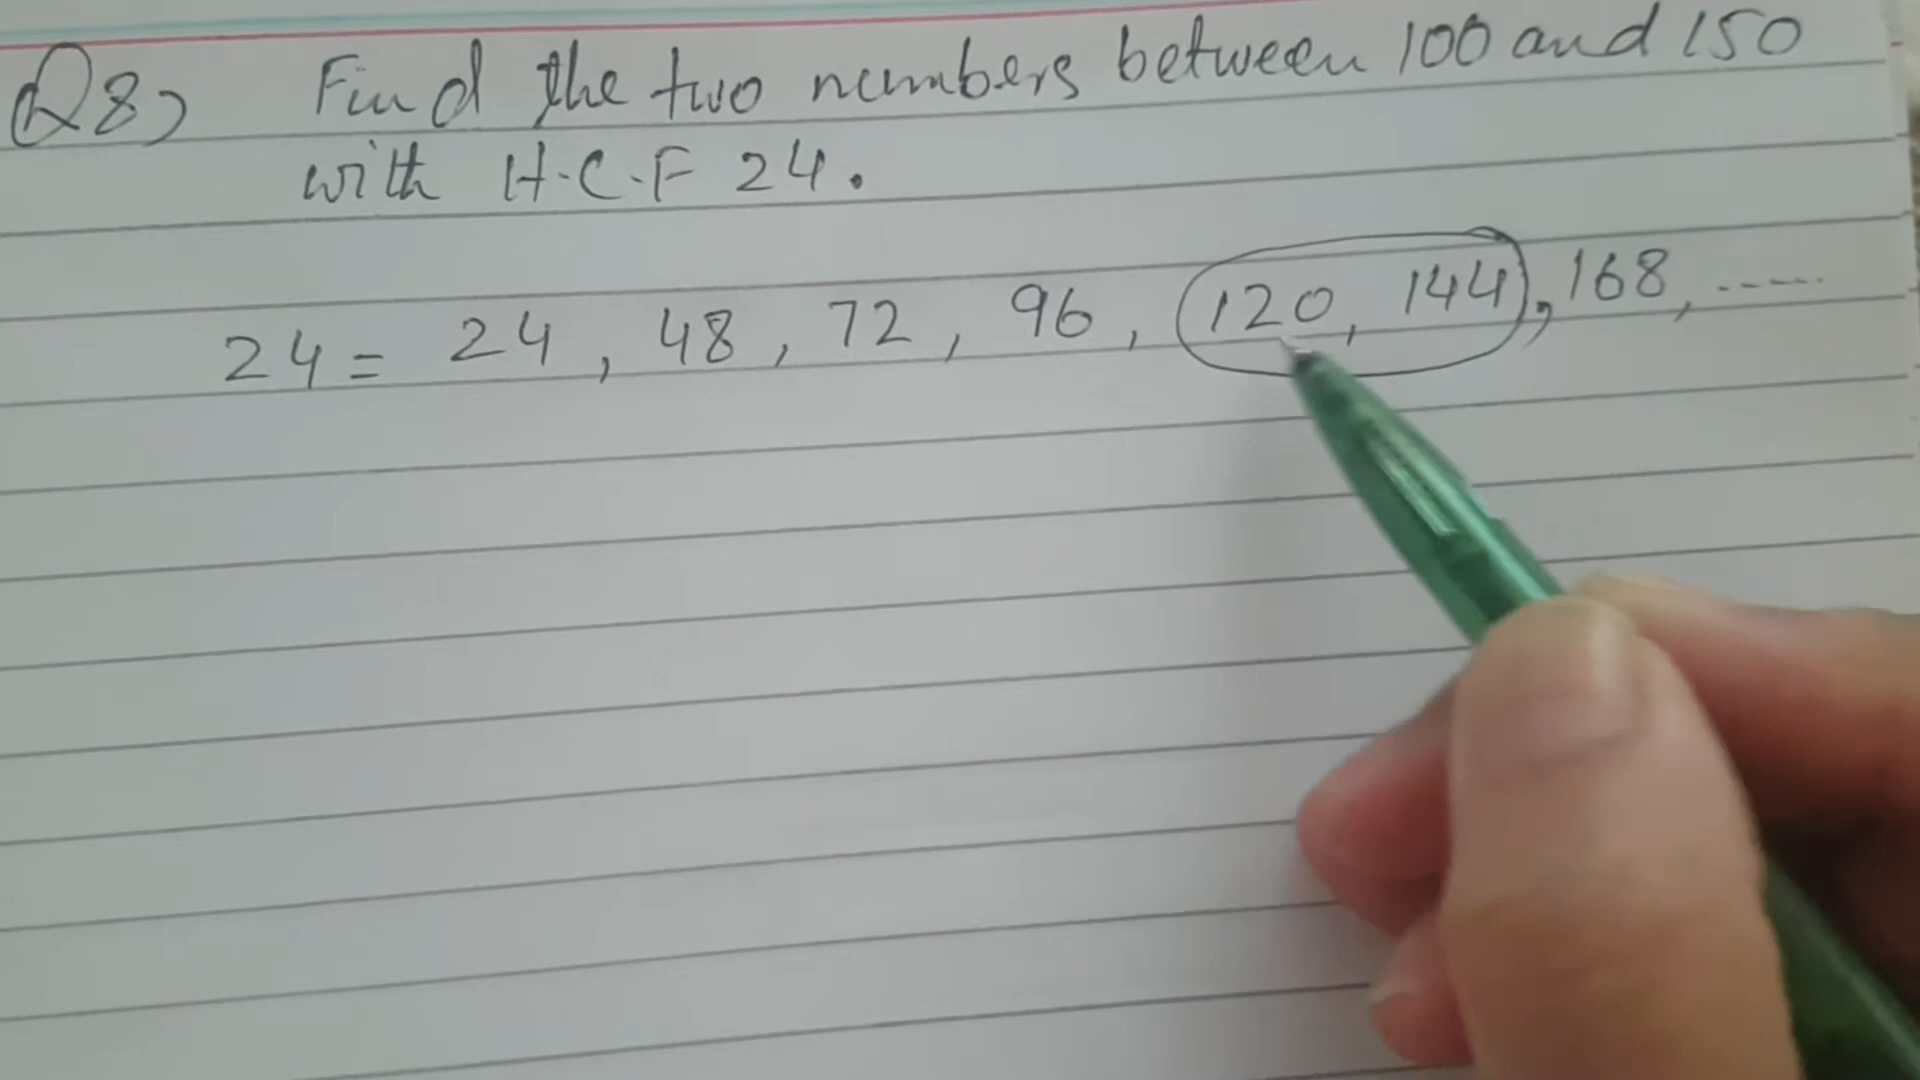 Q8) Find the two numbers between 100 and 150
with H.C.F 24.
24 = 24, 48, 72, 96, 120, 144, 168, ......